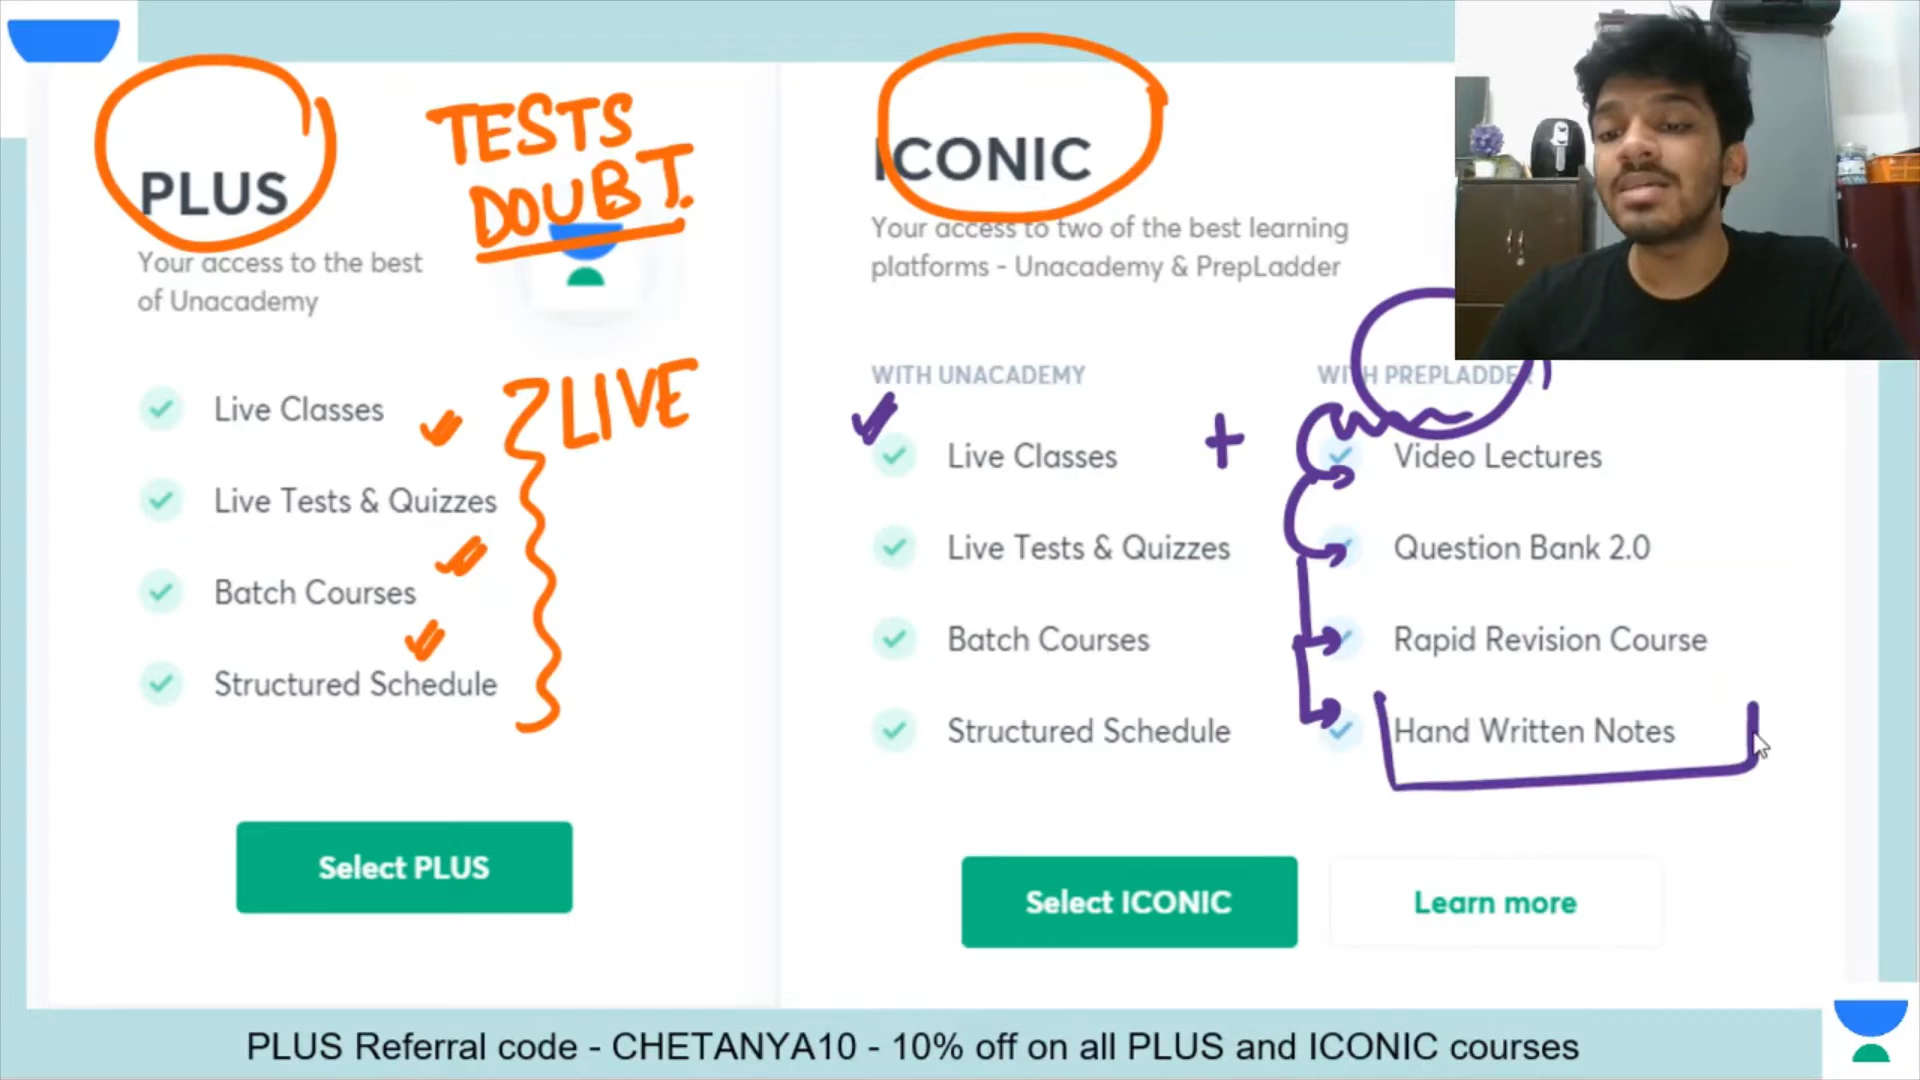 PLUS
TESTS
DOUBT.
Your access to the best
of Unacademy
Live Classes
LIVE
Live Tests & Quizzes
Batch Courses
Structured Schedule
Select PLUS
ICONIC
Your access to two of the best learning
platforms - Unacademy & PrepLadder
WITH UNACADEMY
Live Classes
Live Tests & Quizzes
Batch Courses
Structured Schedule
+
WITH PREPLADDER
Video Lectures
Question Bank 2.0
Rapid Revision Course
Hand Written Notes
Select ICONIC
Learn more
PLUS Referral code - CHETANYA10 - 10% off on all PLUS and ICONIC courses